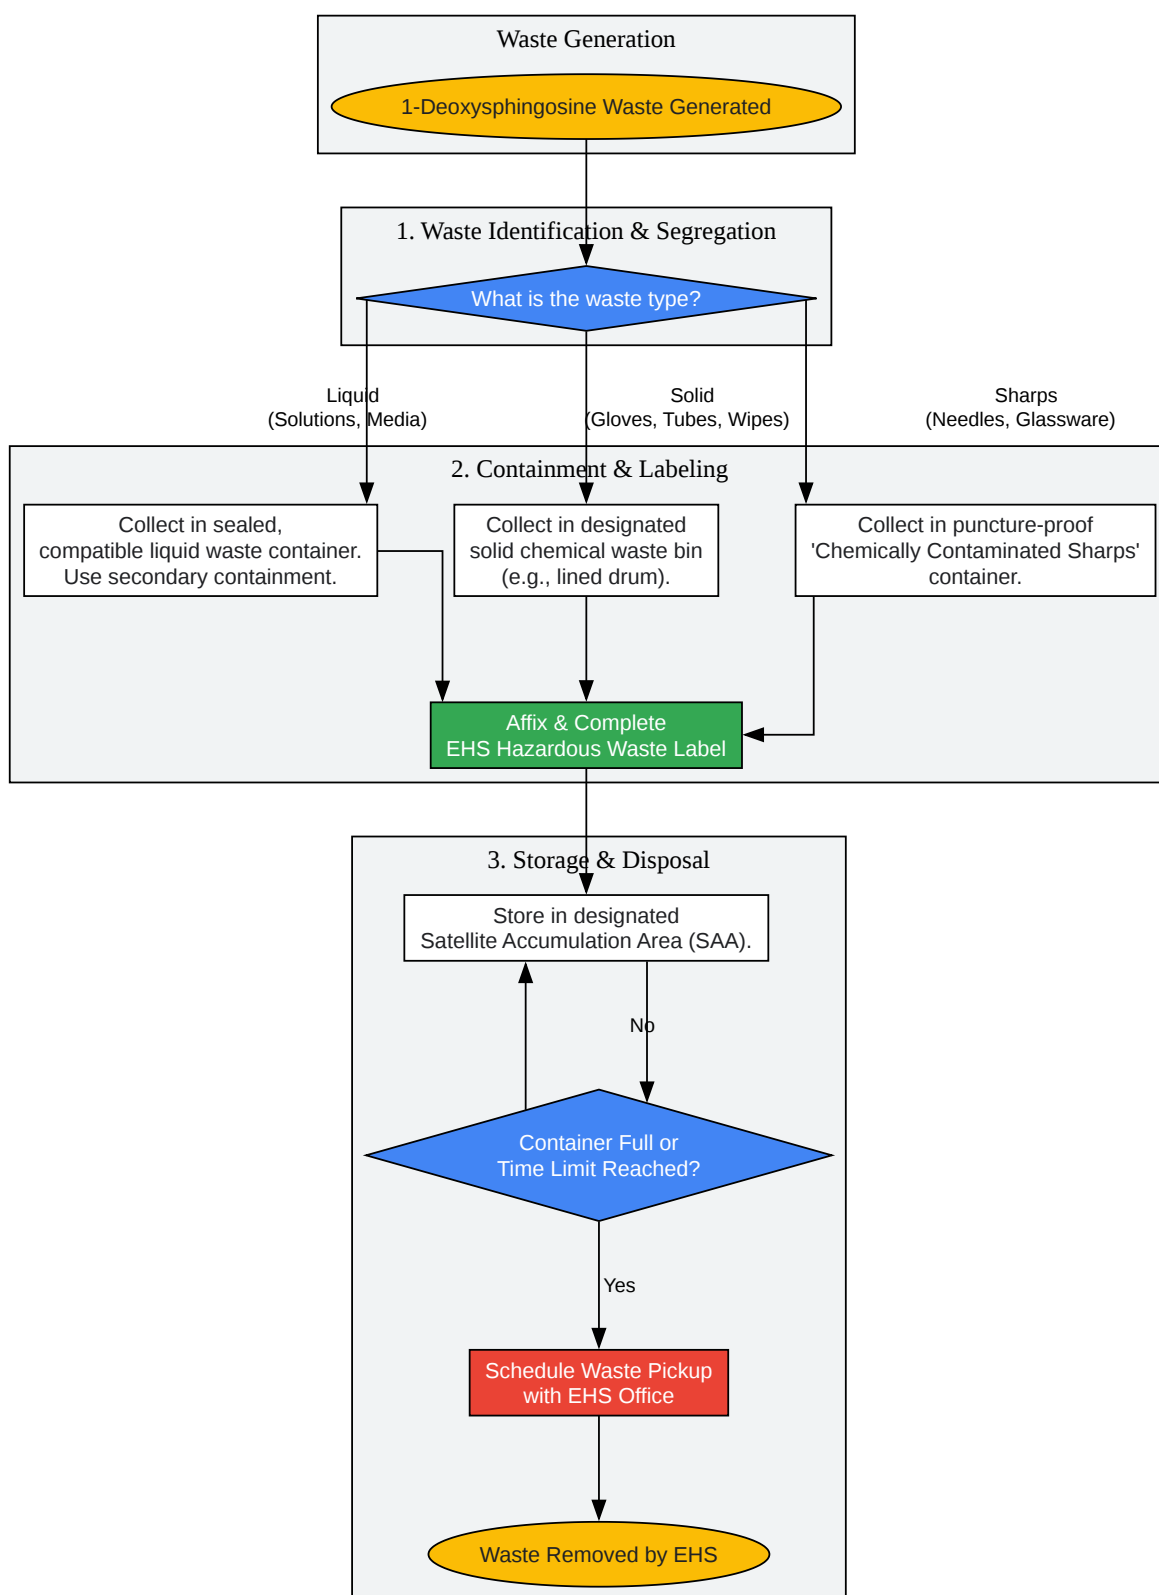 Waste Generation
1-Deoxysphingosine Waste Generated
1. Waste Identification & Segregation
What is the waste type?
Liquid
(Solutions, Media)
Solid
(Gloves, Tubes, Wipes)
Sharps
(Needles, Glassware)
2. Containment & Labeling
Collect in sealed,
compatible liquid waste container.
Use secondary containment.
Collect in designated
solid chemical waste bin
(e.g., lined drum).
Collect in puncture-proof
'Chemically Contaminated Sharps'
container.
Affix & Complete
EHS Hazardous Waste Label
3. Storage & Disposal
Store in designated
Satellite Accumulation Area (SAA).
No
Container Full or
Time Limit Reached?
Yes
Schedule Waste Pickup
with EHS Office
Waste Removed by EHS